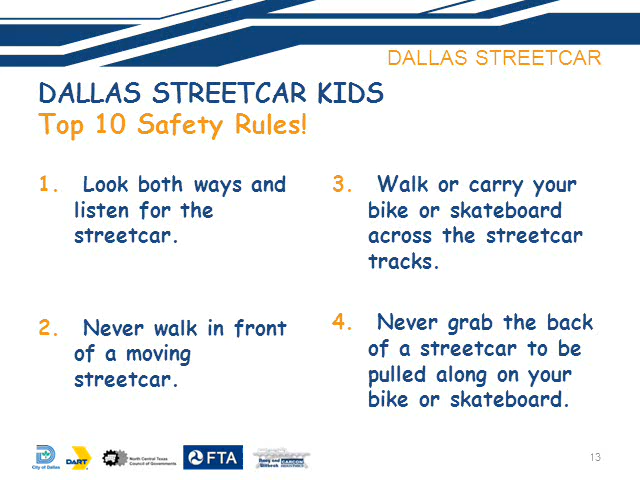 DALLAS STREETCAR
DALLAS STREETCAR KIDS
Top 10 Safety Rules!
1. Look both ways and
listen for the
streetcar.
2. Never walk in front
of a moving
streetcar.
3. Walk or carry your
bike or skateboard
across the streetcar
tracks.
4. Never grab the back
of a streetcar to be
pulled along on your
bike or skateboard.
City of Dallas
DART
North Central Texas
Council of Governments
FTA
13